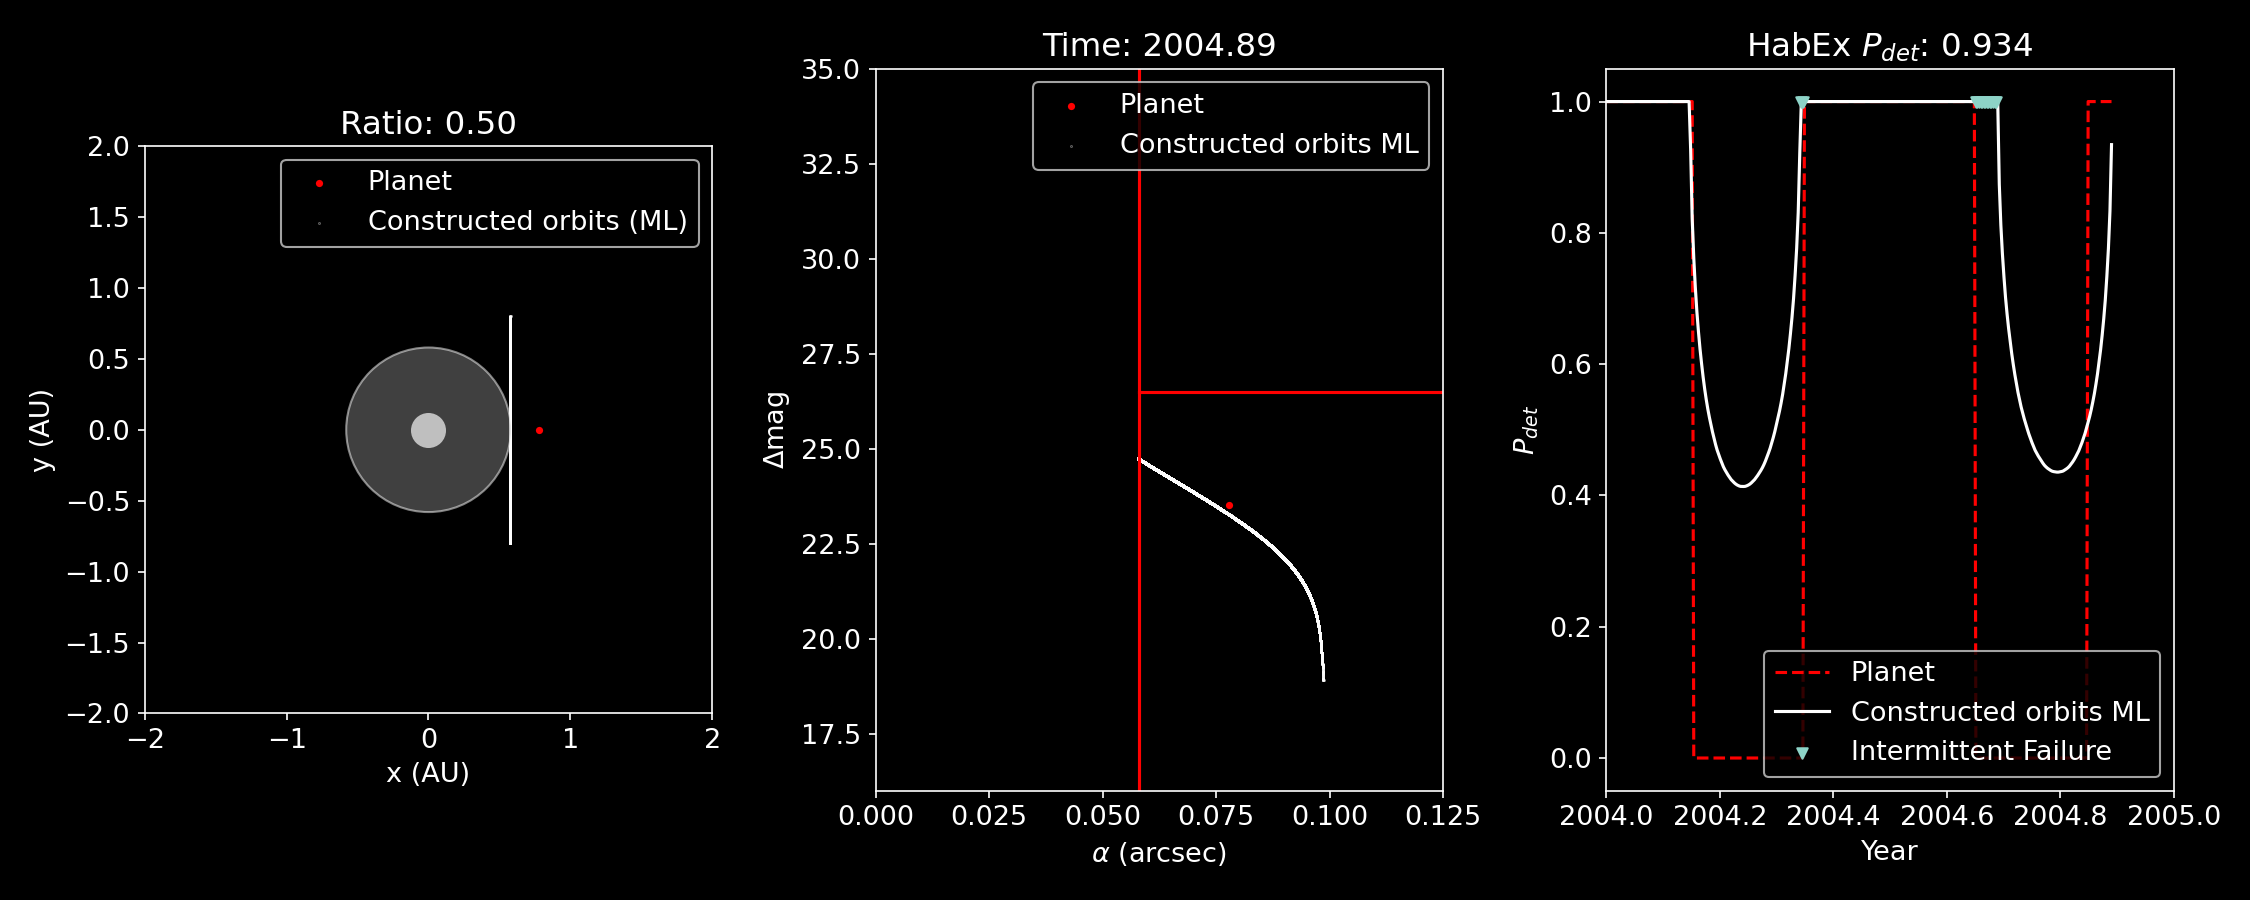 Ratio: 0.50
Planet
Constructed orbits (ML)
2.0
1.5
1.0
0.5
0.0
−0.5
−1.0
−1.5
−2.0
y (AU)
−2
−1
0
1
2
x (AU)
Time: 2004.89
Planet
Constructed orbits ML
35.0
32.5
30.0
27.5
25.0
22.5
20.0
17.5
Δmag
0.000
0.025
0.050
0.075
0.100
0.125
α (arcsec)
HabEx P_det: 0.934
1.0
0.8
0.6
0.4
0.2
0.0
P_det
Planet
Constructed orbits ML
Intermittent Failure
2004.0
2004.2
2004.4
2004.6
2004.8
2005.0
Year